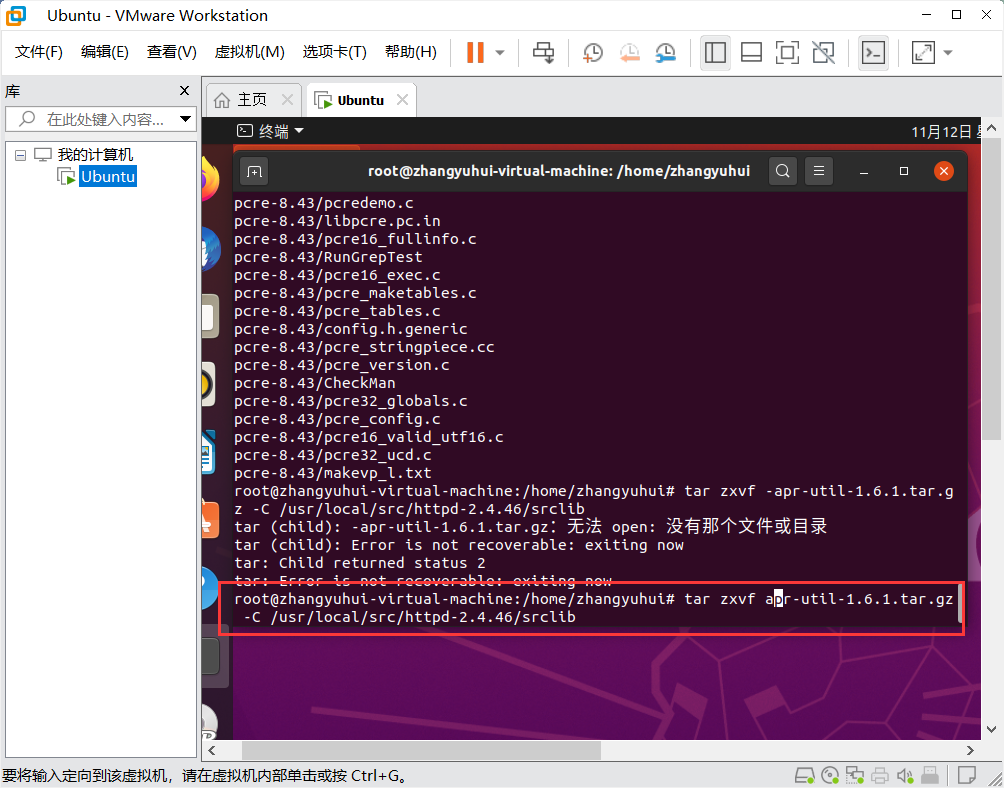 Ubuntu - VMware Workstation
文件(F) 编辑(E) 查看(V) 虚拟机(M) 选项卡(T) 帮助(H)
库
在此处键入内容...
我的计算机
Ubuntu
主页
Ubuntu
终端
11月12日
root@zhangyuhui-virtual-machine: /home/zhangyuhui
pcre-8.43/pcredemo.c
pcre-8.43/libpcre.pc.in
pcre-8.43/pcre16_fullinfo.c
pcre-8.43/RunGrepTest
pcre-8.43/pcre16_exec.c
pcre-8.43/pcre_maketables.c
pcre-8.43/pcre_tables.c
pcre-8.43/config.h.generic
pcre-8.43/pcre_stringpiece.cc
pcre-8.43/pcre_version.c
pcre-8.43/CheckMan
pcre-8.43/pcre32_globals.c
pcre-8.43/pcre_config.c
pcre-8.43/pcre16_valid_utf16.c
pcre-8.43/pcre32_ucd.c
pcre-8.43/makevp_l.txt
root@zhangyuhui-virtual-machine:/home/zhangyuhui# tar zxvf -apr-util-1.6.1.tar.g
z -C /usr/local/src/httpd-2.4.46/srclib
tar (child): -apr-util-1.6.1.tar.gz：无法 open: 没有那个文件或目录
tar (child): Error is not recoverable: exiting now
tar: Child returned status 2
tar: Error is not recoverable: exiting now
root@zhangyuhui-virtual-machine:/home/zhangyuhui# tar zxvf apr-util-1.6.1.tar.gz
-C /usr/local/src/httpd-2.4.46/srclib
要将输入定向到该虚拟机，请在虚拟机内部单击或按 Ctrl+G。